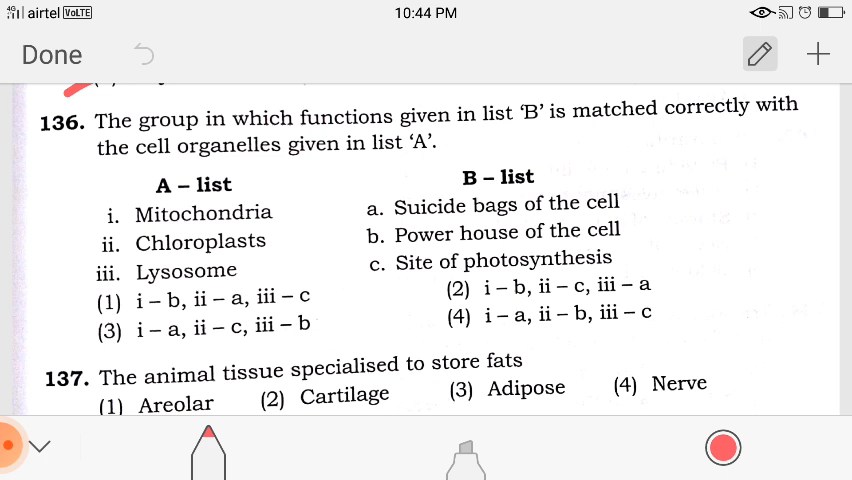 4G airtel VoLTE 10:44 PM
Done
136. The group in which functions given in list ‘B’ is matched correctly with
the cell organelles given in list ‘A’.
A – list B – list
i. Mitochondria a. Suicide bags of the cell
ii. Chloroplasts b. Power house of the cell
iii. Lysosome c. Site of photosynthesis
(1) i – b, ii – a, iii – c (2) i – b, ii – c, iii – a
(3) i – a, ii – c, iii – b (4) i – a, ii – b, iii – c
137. The animal tissue specialised to store fats
(1) Areolar (2) Cartilage (3) Adipose (4) Nerve